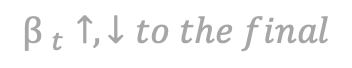 β t ↑,↓ to the final